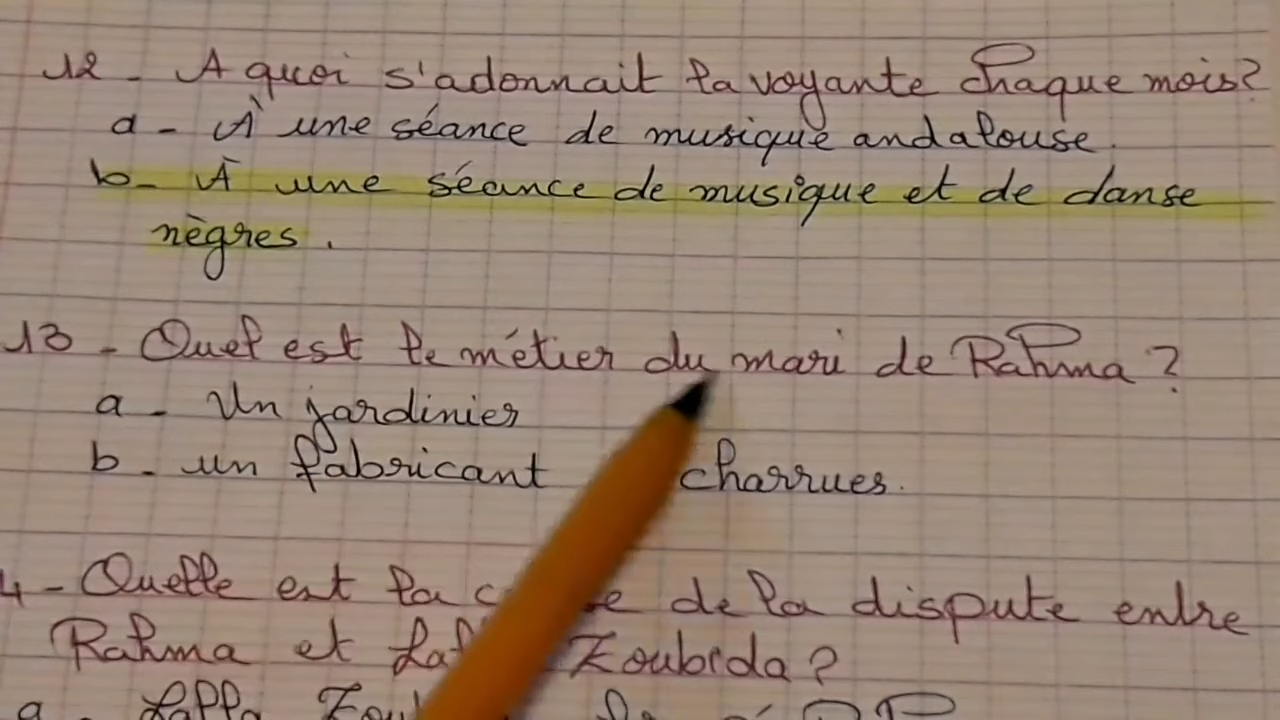 12 - A quoi s'adonnait la voyante chaque mois?
a - À une séance de musique andalouse.
b - À une séance de musique et de danse
nègres.
13 - Quel est le métier du mari de Rahma ?
a - Un jardinier
b - un fabricant charrues.
4 - Quelle est la de la dispute entre
Rahma et Zoubida ?
a - Lalla